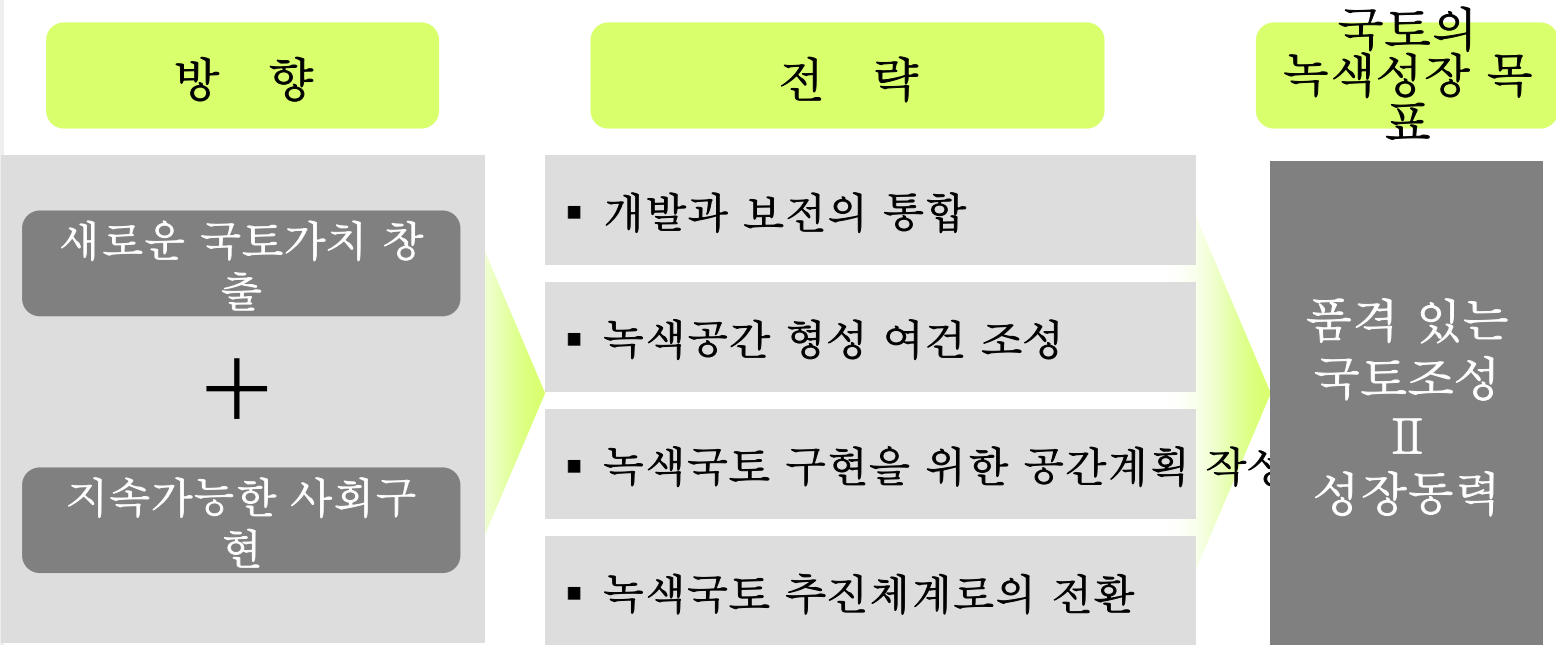 방 향
전 략
국토의
녹색성장 목
표
새로운 국토가치 창
출
+
지속가능한 사회구
현
▪ 개발과 보전의 통합
▪ 녹색공간 형성 여건 조성
▪ 녹색국토 구현을 위한 공간계획 작성
▪ 녹색국토 추진체계로의 전환
품격 있는
국토조성
Ⅱ
성장동력